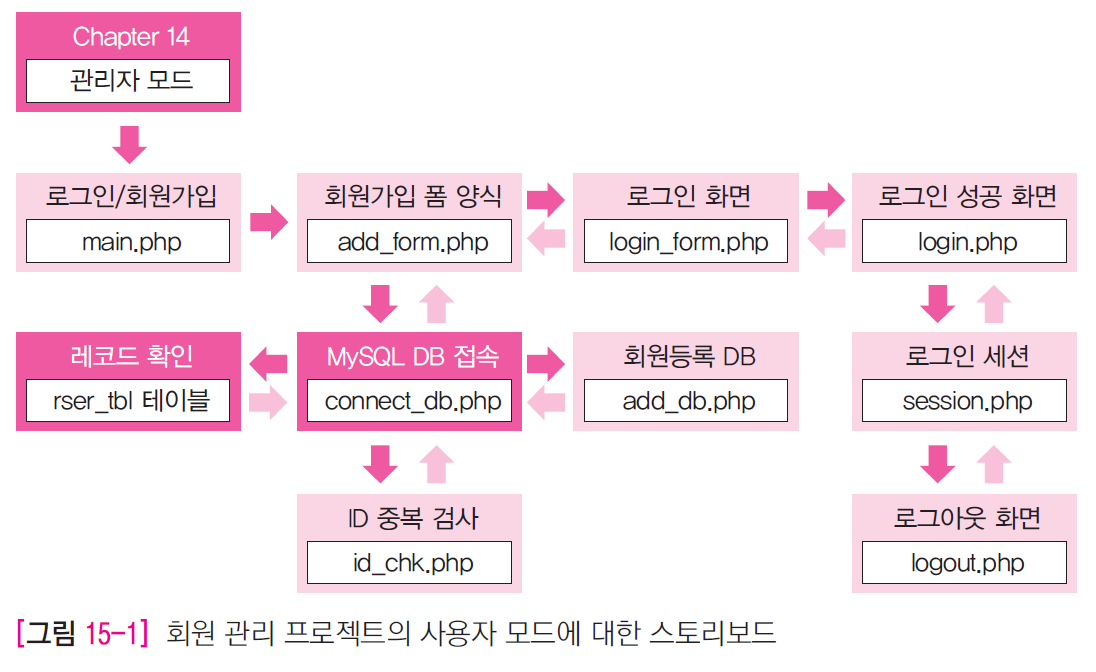 Chapter 14
관리자 모드
로그인/회원가입
main.php
회원가입 폼 양식
add_form.php
로그인 화면
login_form.php
로그인 성공 화면
login.php
레코드 확인
rser_tbl 테이블
MySQL DB 접속
connect_db.php
회원등록 DB
add_db.php
로그인 세션
session.php
ID 중복 검사
id_chk.php
로그아웃 화면
logout.php
[그림 15-1] 회원 관리 프로젝트의 사용자 모드에 대한 스토리보드